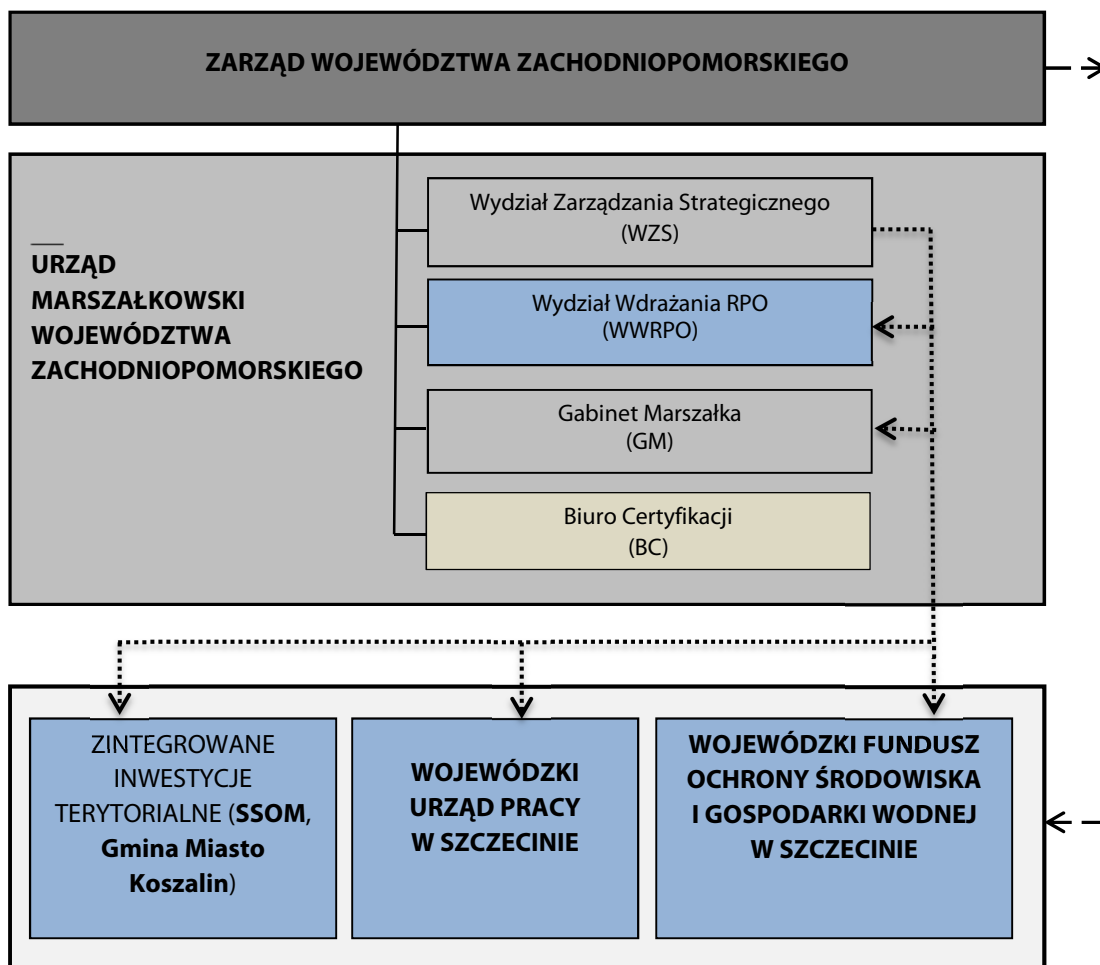 ZARZĄD WOJEWÓDZTWA ZACHODNIOPOMORSKIEGO
URZĄD
MARSZAŁKOWSKI
WOJEWÓDZTWA
ZACHODNIOPOMORSKIEGO
Wydział Zarządzania Strategicznego
(WZS)
Wydział Wdrażania RPO
(WWRPO)
Gabinet Marszałka
(GM)
Biuro Certyfikacji
(BC)
ZINTEGROWANE
INWESTYCJE
TERYTORIALNE (SSOM,
Gmina Miasto
Koszalin)
WOJEWÓDZKI
URZĄD PRACY
W SZCZECINIE
WOJEWÓDZKI FUNDUSZ
OCHRONY ŚRODOWISKA
I GOSPODARKI WODNEJ
W SZCZECINIE